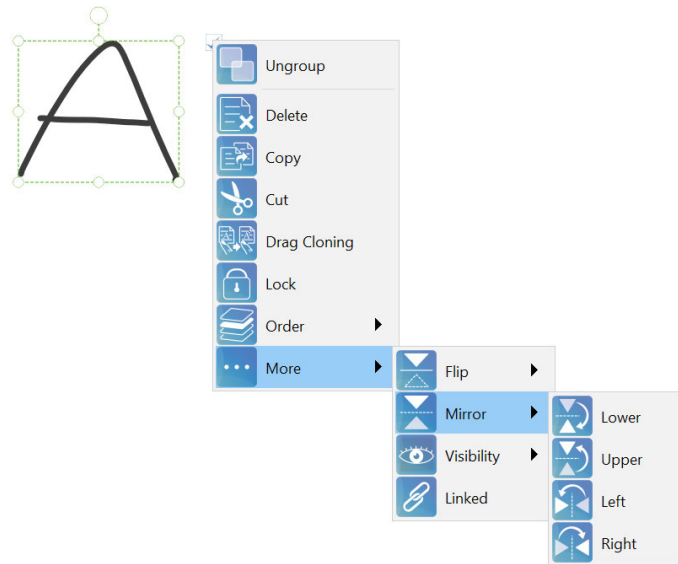 A
Ungroup
Delete
Copy
Cut
Drag Cloning
Lock
Order
More
Flip
Mirror
Visibility
Linked
Lower
Upper
Left
Right